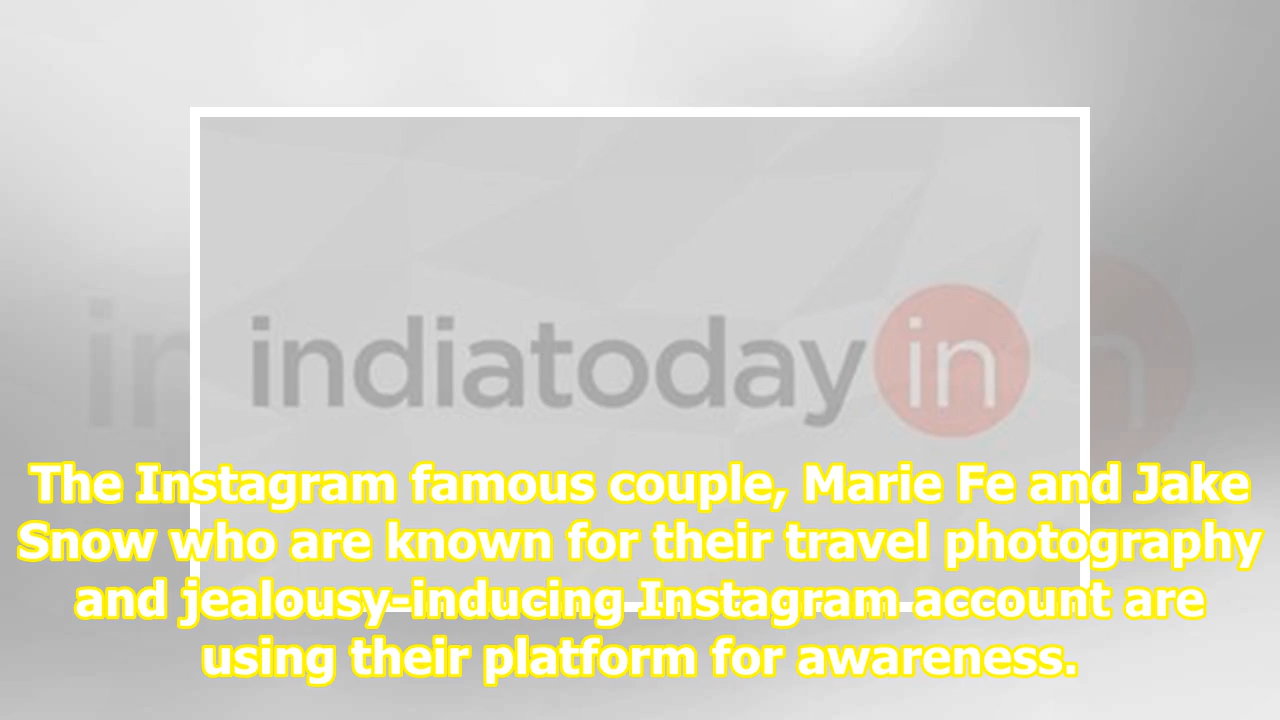 indiatoday in
in n
The Instagram famous couple, Marie Fe and Jake
Snow who are known for their travel photography
and jealousy-inducing Instagram account are
using their platform for awareness.